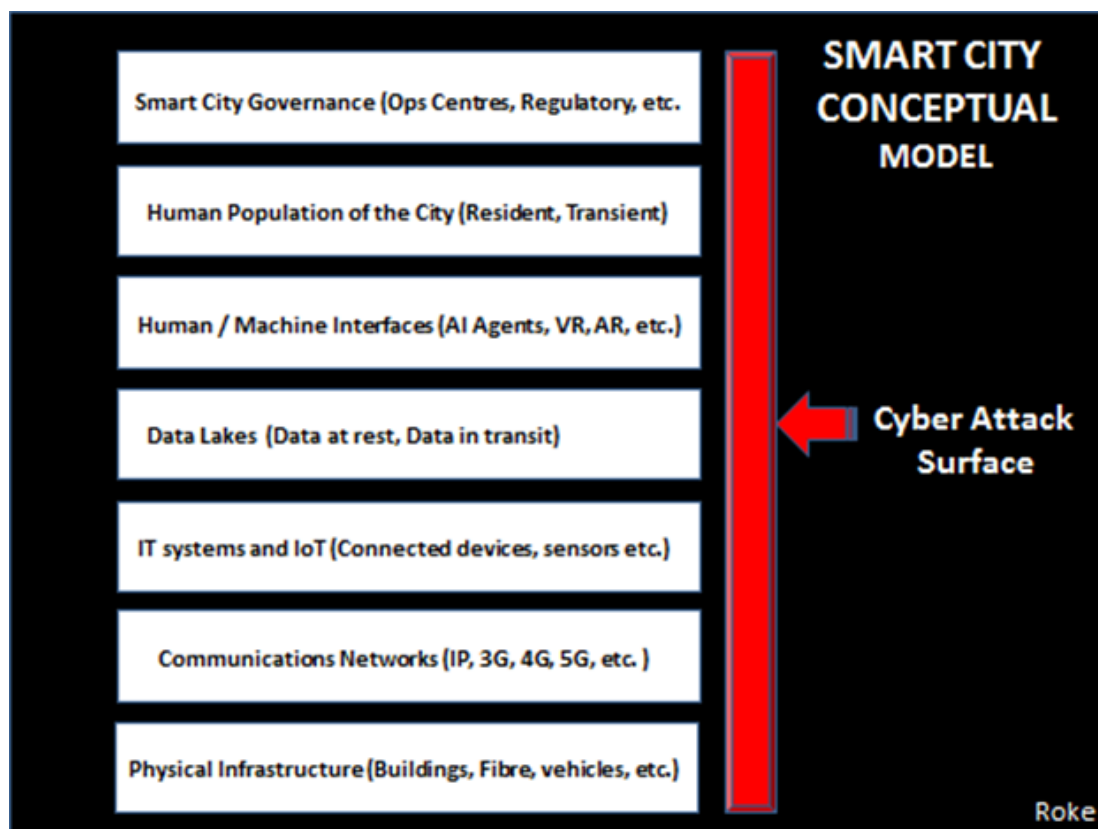 SMART CITY
CONCEPTUAL
MODEL
Smart City Governance (Ops Centres, Regulatory, etc.
Human Population of the City (Resident, Transient)
Human / Machine Interfaces (AI Agents, VR, AR, etc.)
Data Lakes (Data at rest, Data in transit)
IT systems and IoT (Connected devices, sensors etc.)
Communications Networks (IP, 3G, 4G, 5G, etc. )
Physical Infrastructure (Buildings, Fibre, vehicles, etc.)
Cyber Attack
Surface
Roke